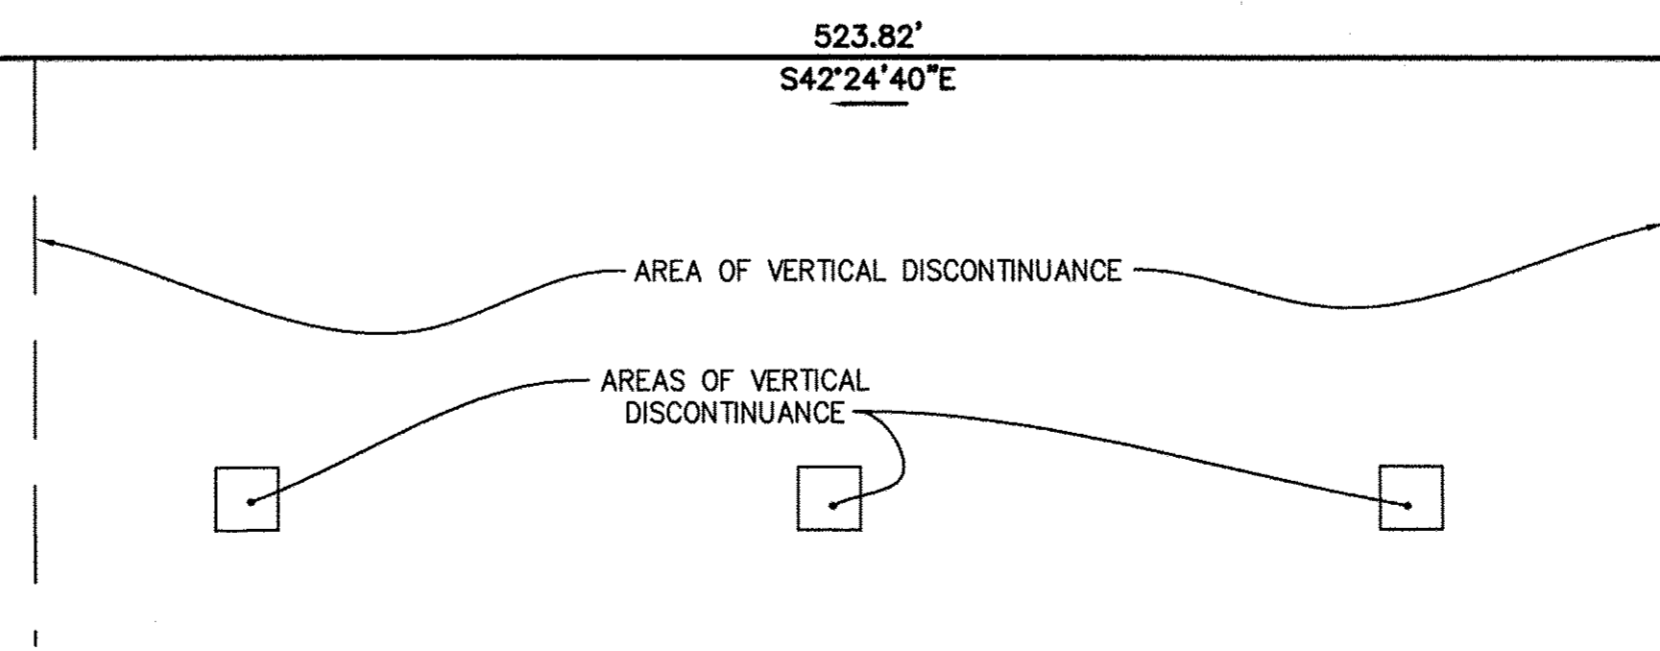 523.82'
S42°24'40"E
AREA OF VERTICAL DISCONTINUANCE
AREAS OF VERTICAL
DISCONTINUANCE